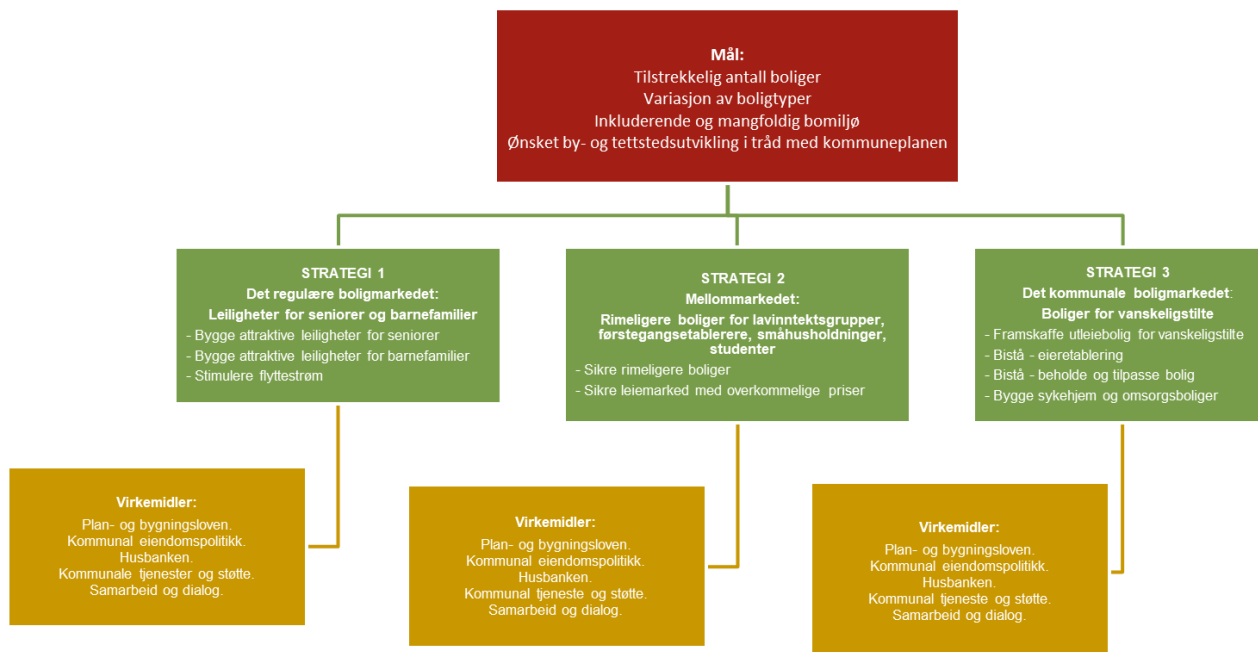 Mål:
Tilstrekkelig antall boliger
Variasjon av boligtyper
Inkluderende og mangfoldig bomiljø
Ønsket by- og tettstedsutvikling i tråd med kommuneplanen
STRATEGI 1
Det regulære boligmarkedet:
Leiligheter for seniorer og barnefamilier
- Bygge attraktive leiligheter for seniorer
- Bygge attraktive leiligheter for barnefamilier
- Stimulere flyttestrøm
STRATEGI 2
Mellommarkedet:
Rimeligere boliger for lavinntektsgrupper,
førstegangsetablerere, småhusholdninger,
studenter
- Sikre rimeligere boliger
- Sikre leiemarked med overkommelige priser
STRATEGI 3
Det kommunale boligmarkedet:
Boliger for vanskeligstilte
- Framskaffe utleiebolig for vanskeligstilte
- Bistå - eieretablering
- Bistå - beholde og tilpasse bolig
- Bygge sykehjem og omsorgsboliger
Virkemidler:
Plan- og bygningsloven.
Kommunal eiendomspolitikk.
Husbanken.
Kommunale tjenester og støtte.
Samarbeid og dialog.
Virkemidler:
Plan- og bygningsloven.
Kommunal eiendomspolitikk.
Husbanken.
Kommunal tjeneste og støtte.
Samarbeid og dialog.
Virkemidler:
Plan- og bygningsloven.
Kommunal eiendomspolitikk.
Husbanken.
Kommunal tjeneste og støtte.
Samarbeid og dialog.